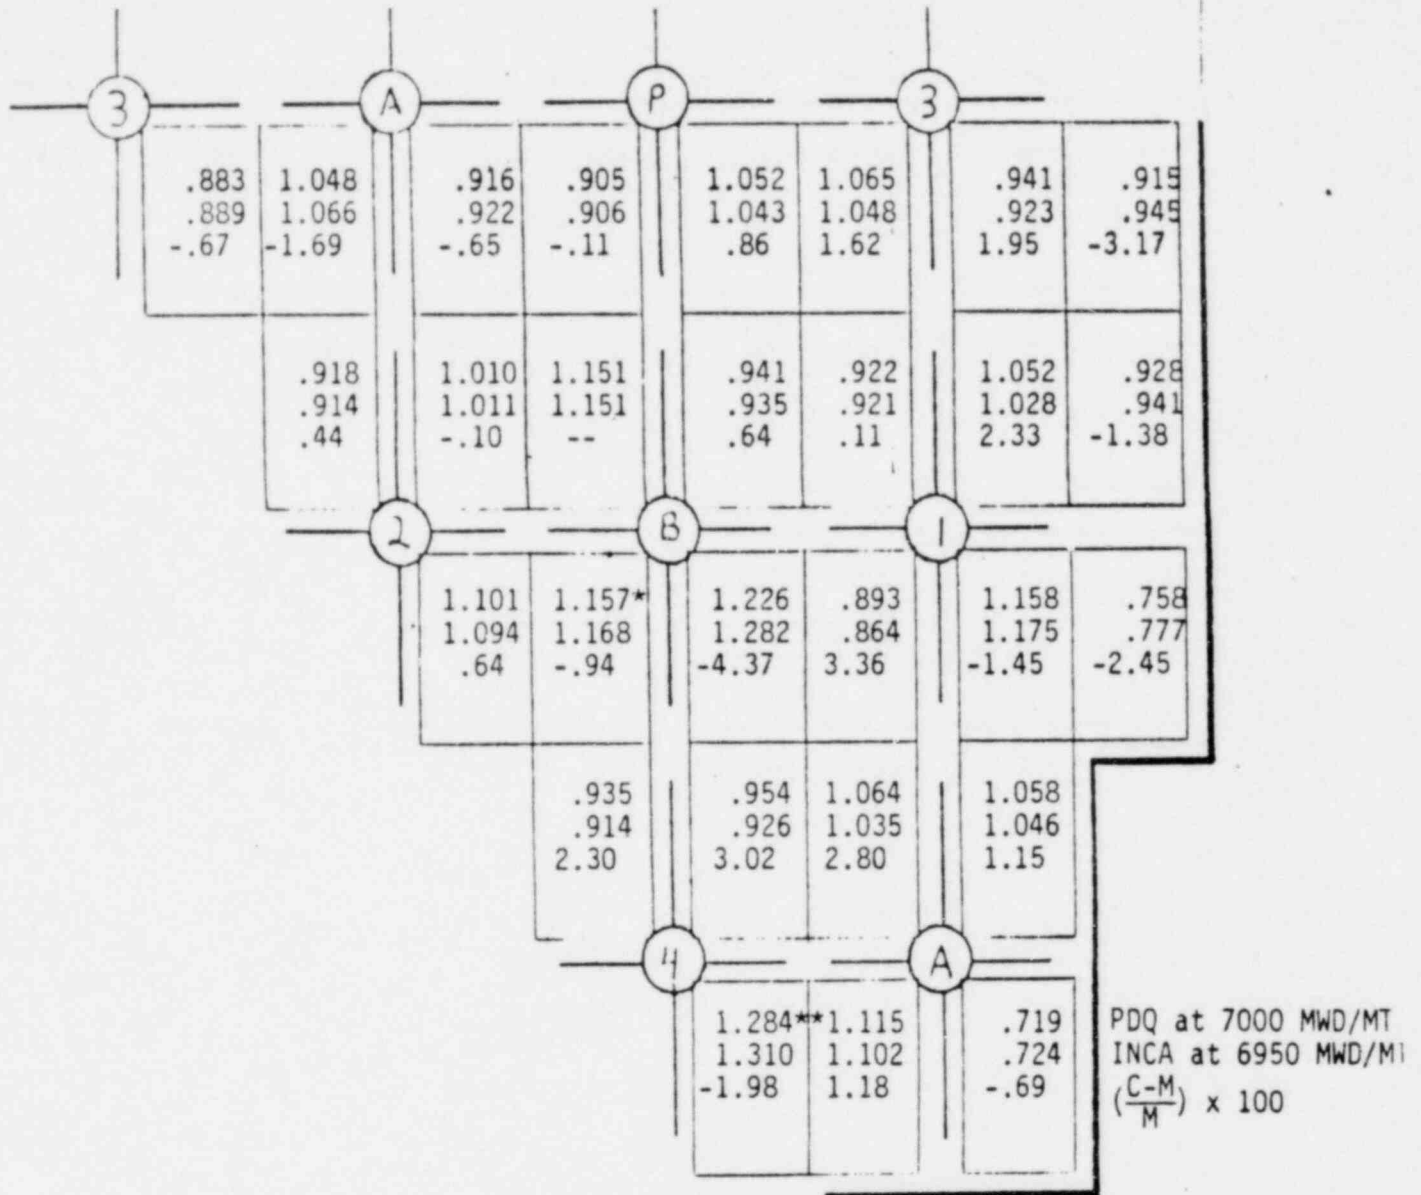 3 A P 3
.883 1.048 .916 .905 1.052 1.065 .941 .915
.889 1.066 .922 .906 1.043 1.048 .923 .945
-.67 -1.69 -.65 -.11 .86 1.62 1.95 -3.17
.918 1.010 1.151 .941 .922 1.052 .928
.914 1.011 1.151 .935 .921 1.028 .941
.44 -.10 -- .64 .11 2.33 -1.38
2 B 1
1.101 1.157* 1.226 .893 1.158 .758
1.094 1.168 1.282 .864 1.175 .777
.64 -.94 -4.37 3.36 -1.45 -2.45
.935 .954 1.064 1.058
.914 .926 1.035 1.046
2.30 3.02 2.80 1.15
4 A
1.284**1.115 .719 PDQ at 7000 MWD/MT
1.310 1.102 .724 INCA at 6950 MWD/MT
-1.98 1.18 -.69 (C-M/M) x 100